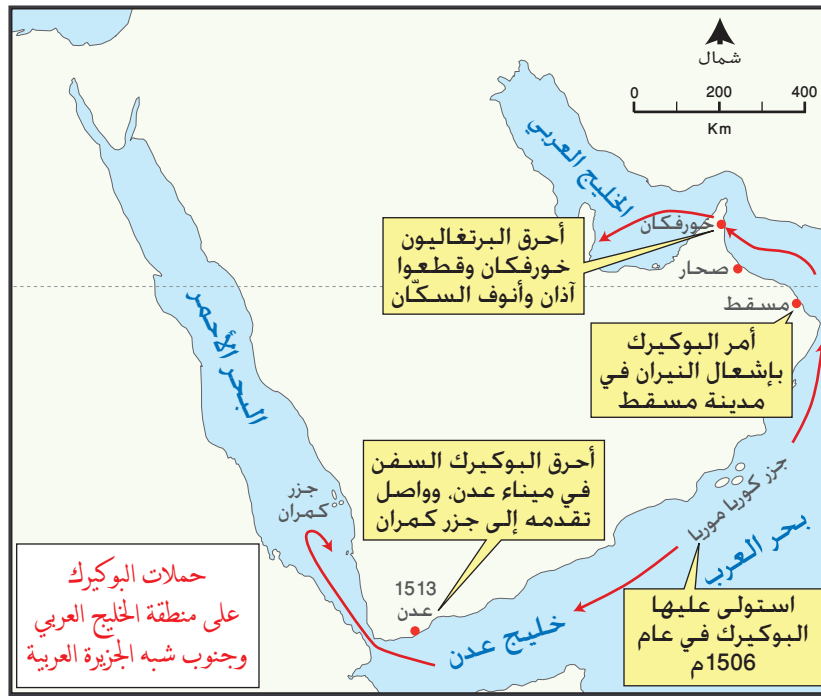 شمال
0 200 400
Km
الخليج العربي
خورفكان
أحرق البرتغاليون
خورفكان وقطعوا
آذان وأنوف السكّان
صحار
مسقط
أمر البوكيرك
بإشعال النيران في
مدينة مسقط
البحر الأحمر
أحرق البوكيرك السفن
في ميناء عدن، وواصل
تقدمه إلى جزر كمران
جزر
كمران
جزر كوريا موريا
بحر العرب
1513
عدن
خليج عدن
استولى عليها
البوكيرك في عام
1506م
حملات البوكيرك
على منطقة الخليج العربي
وجنوب شبه الجزيرة العربية